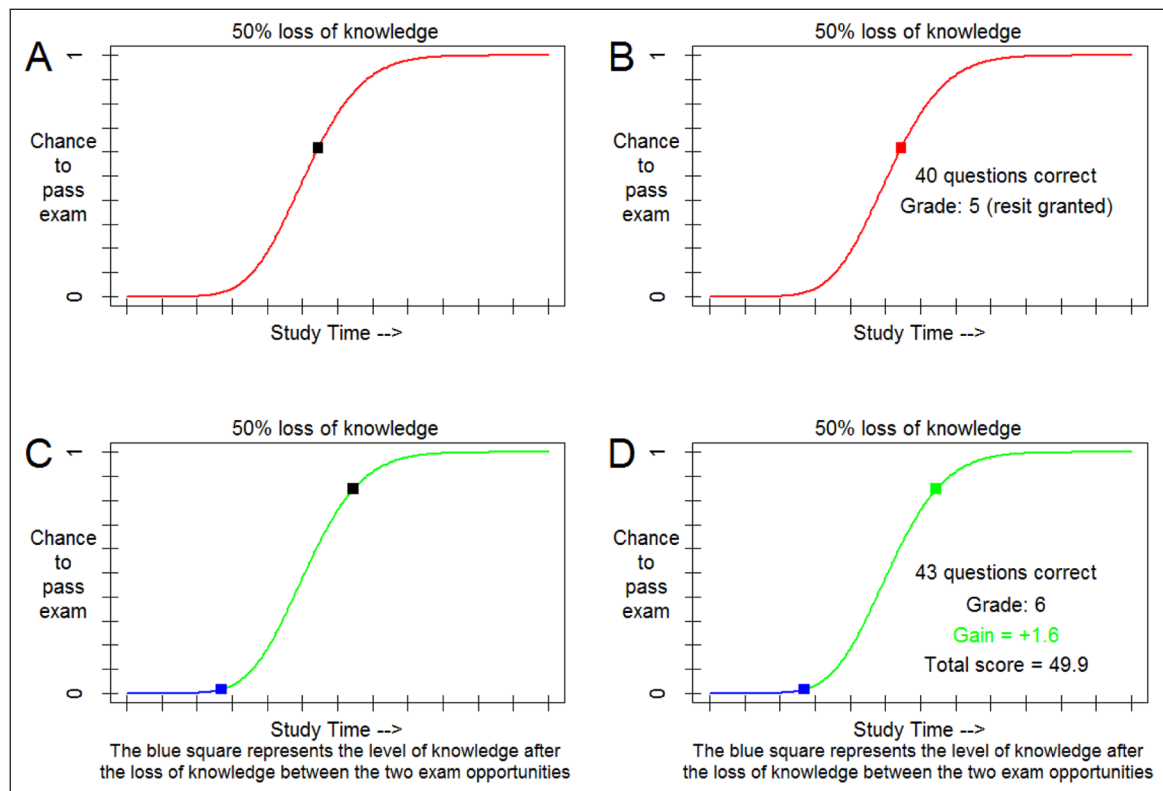 A
50% loss of knowledge
1
Chance
to
pass
exam
0
Study Time -->
B
50% loss of knowledge
1
Chance
to
pass
exam
0
40 questions correct
Grade: 5 (resit granted)
Study Time -->
C
50% loss of knowledge
1
Chance
to
pass
exam
0
Study Time -->
The blue square represents the level of knowledge after
the loss of knowledge between the two exam opportunities
D
50% loss of knowledge
1
Chance
to
pass
exam
0
43 questions correct
Grade: 6
Gain = +1.6
Total score = 49.9
Study Time -->
The blue square represents the level of knowledge after
the loss of knowledge between the two exam opportunities